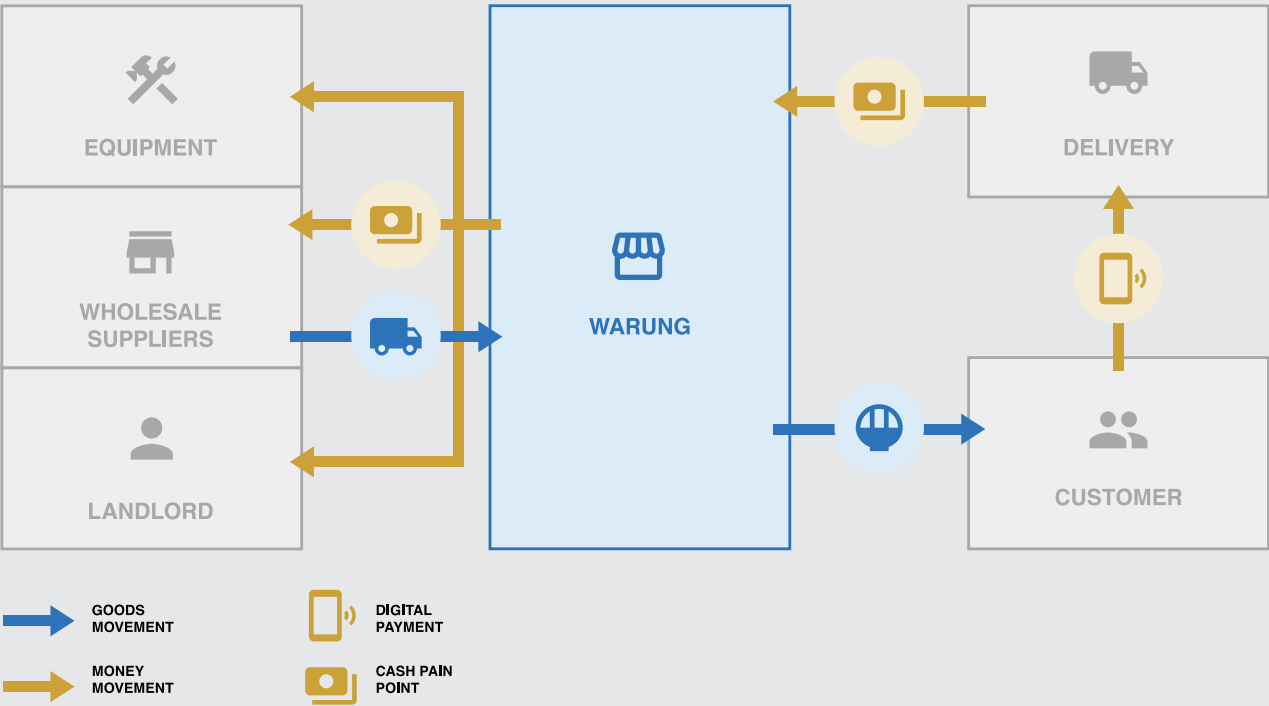 EQUIPMENT
WHOLESALE
SUPPLIERS
LANDLORD
WARUNG
DELIVERY
CUSTOMER
GOODS
MOVEMENT
DIGITAL
PAYMENT
MONEY
MOVEMENT
CASH PAIN
POINT